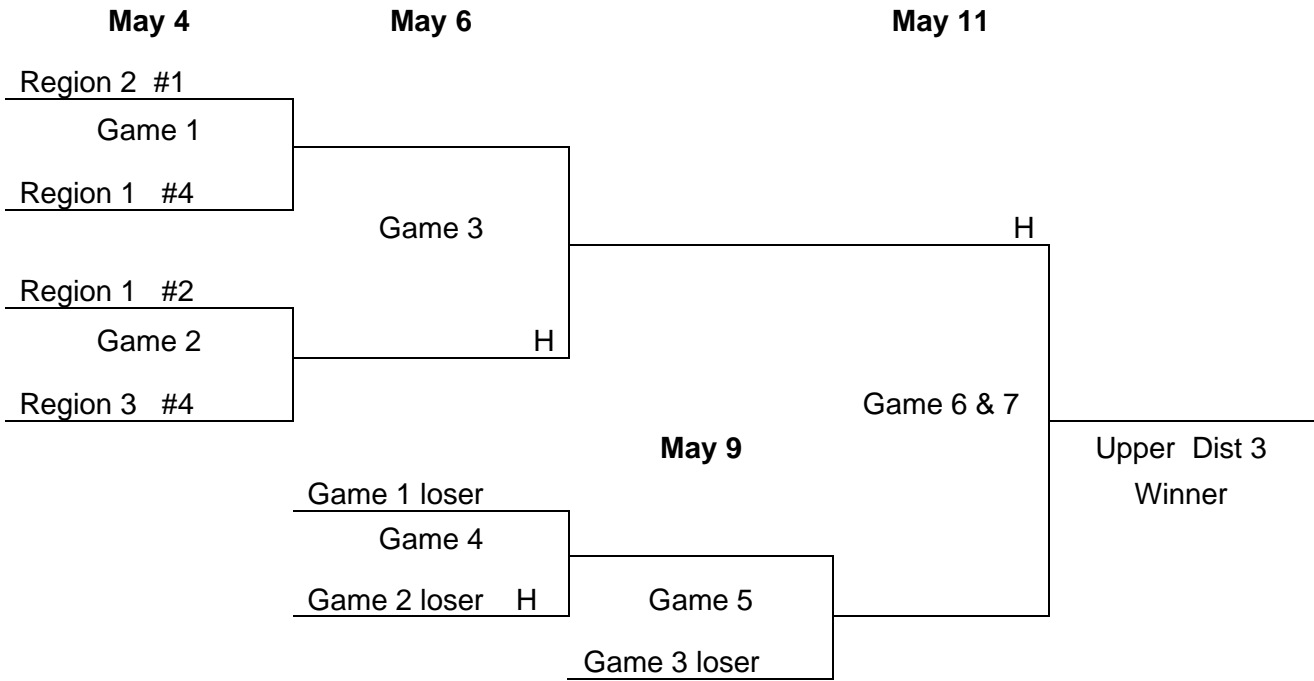 May 4 May 6 May 11
Region 2 #1
Game 1
Region 1 #4
Game 3 H
Region 1 #2
Game 2 H
Region 3 #4 Game 6 & 7
May 9 Upper Dist 3
Game 1 loser Winner
Game 4
Game 2 loser H Game 5
Game 3 loser